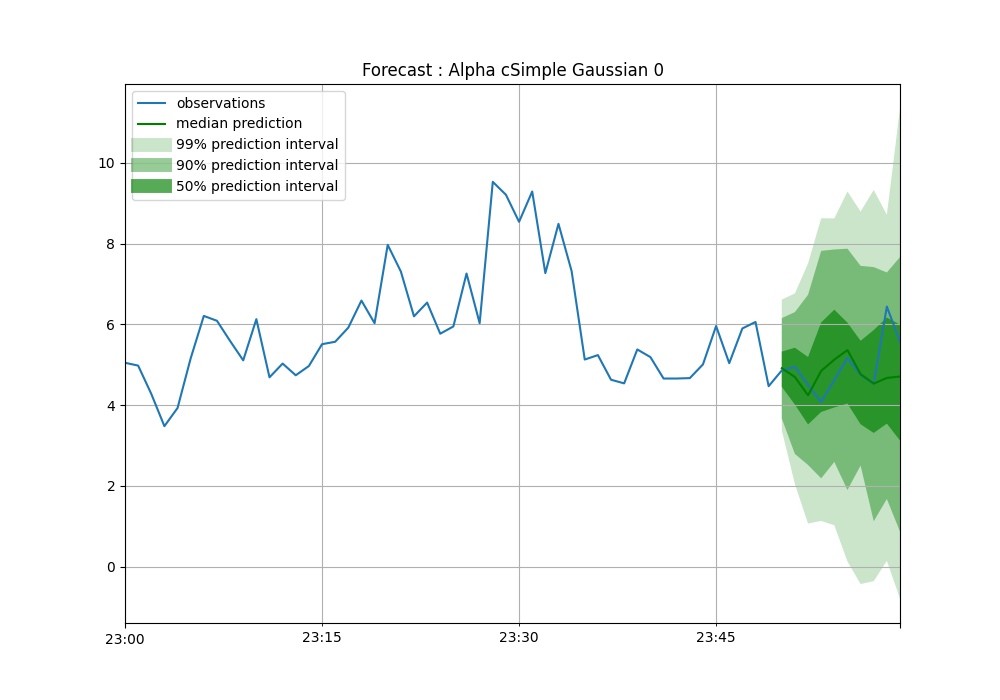 Forecast : Alpha cSimple Gaussian 0
observations
median prediction
99% prediction interval
90% prediction interval
50% prediction interval
10
8
6
4
2
0
23:00
23:15
23:30
23:45